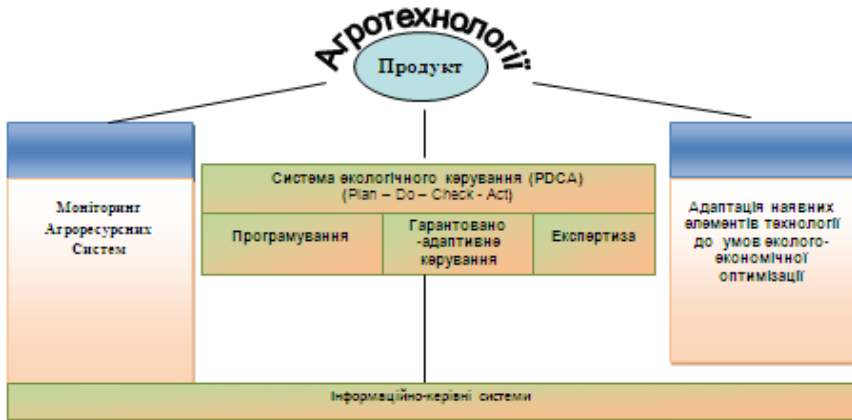 Агротехнології
Продукт
Моніторинг
Агроресурсних
Систем
Система екологічного керування (PDCA)
(Plan – Do – Check - Act)
Програмування
Гарантовано
-адаптивне
керування
Експертиза
Адаптація наявних
елементів технології
до умов еколого-
економічної
оптимізації
Інформаційно-керівні системи